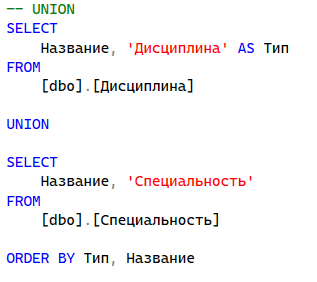 -- UNION
SELECT
Название, 'Дисциплина' AS Тип
FROM
[dbo].[Дисциплина]
UNION
SELECT
Название, 'Специальность'
FROM
[dbo].[Специальность]
ORDER BY Тип, Название